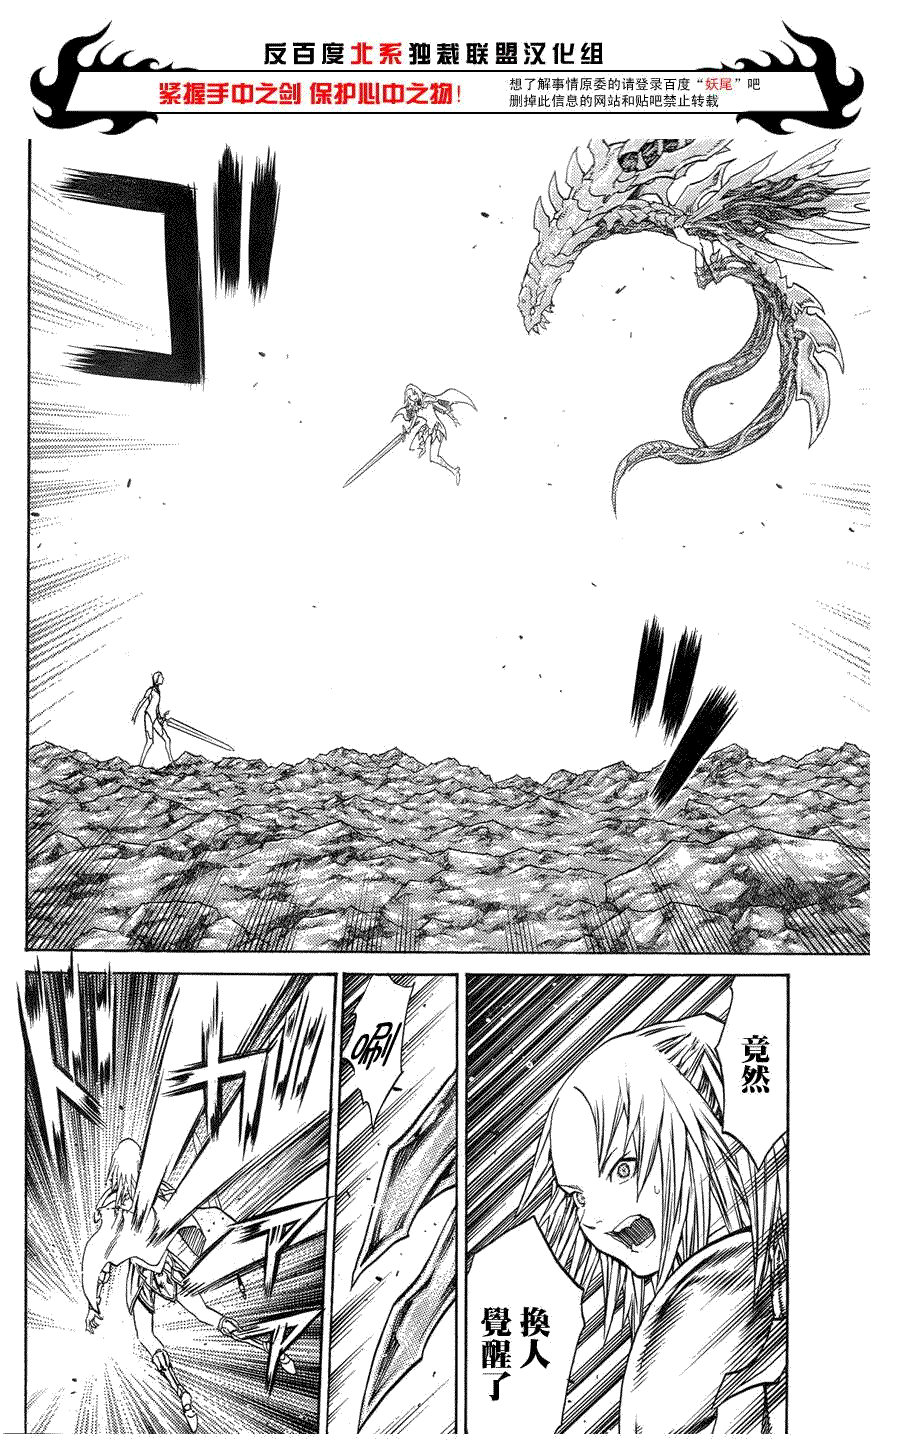 反百度北系独裁联盟汉化组
紧握手中之剑 保护心中之物！
想了解事情原委的请登录百度“妖尾”吧
删掉此信息的网站和贴吧禁止转载
ゴ
竟然
換人
覺醒了
唰